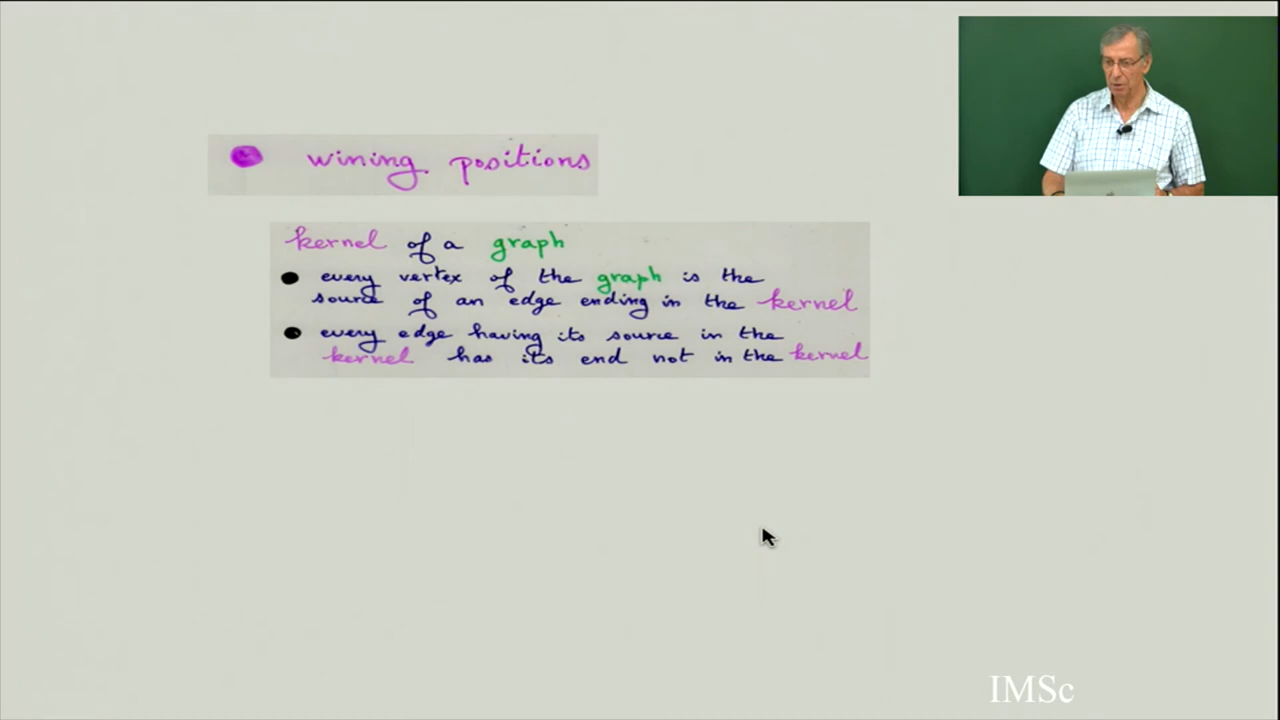 wining positions
kernel of a graph
every vertex of the graph is the
source of an edge ending in the kernel
every edge having its source in the
kernel has its end not in the kernel
IMSc